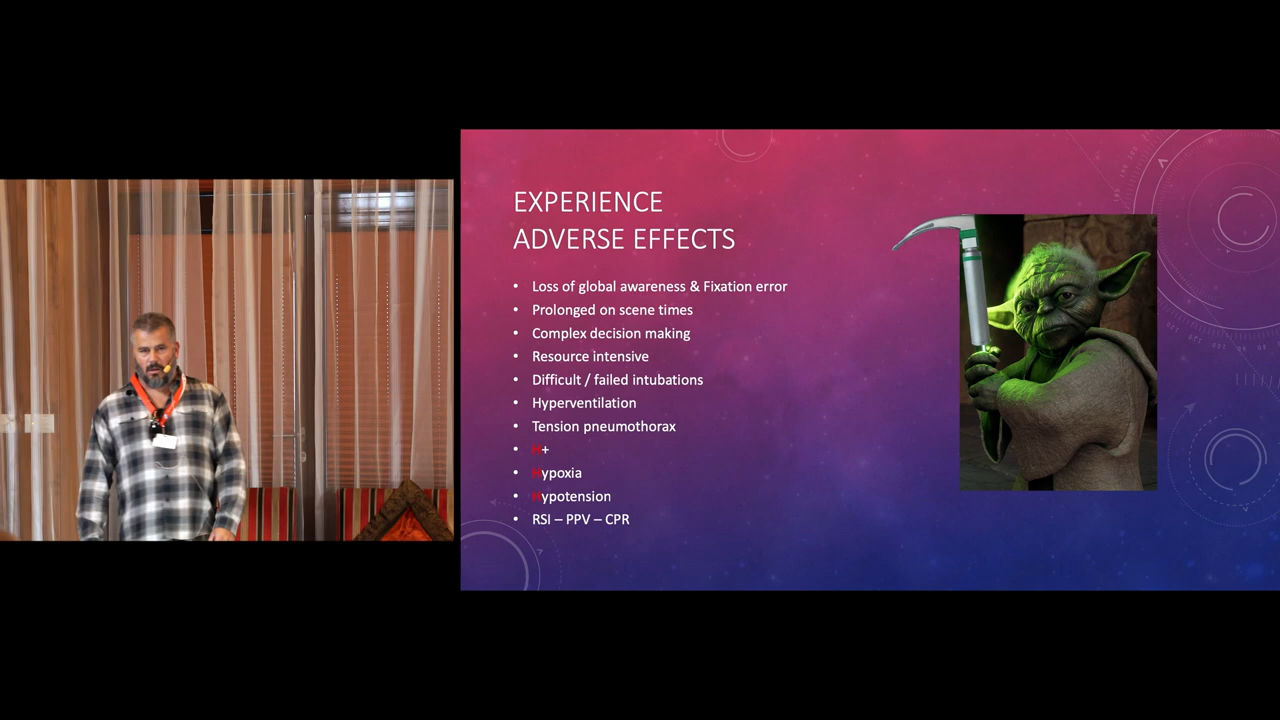 EXPERIENCE
ADVERSE EFFECTS
• Loss of global awareness & Fixation error
• Prolonged on scene times
• Complex decision making
• Resource intensive
• Difficult / failed intubations
• Hyperventilation
• Tension pneumothorax
• H+
• Hypoxia
• Hypotension
• RSI – PPV – CPR